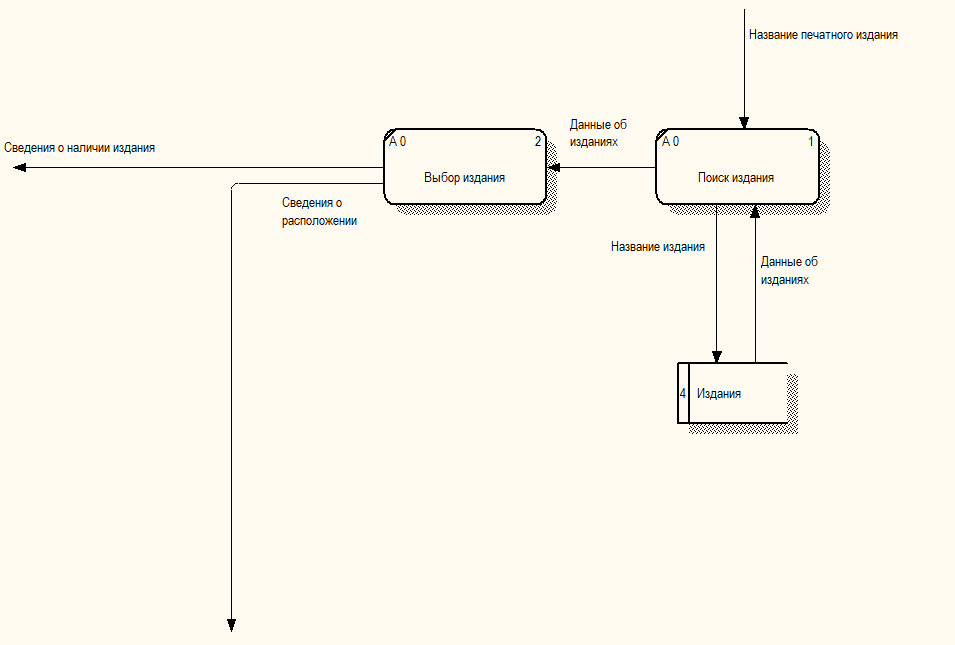 Название печатного издания
Данные об
изданиях
А 0
2
А 0
1
Сведения о наличии издания
Выбор издания
Поиск издания
Сведения о
расположении
Название издания
Данные об
изданиях
4
Издания